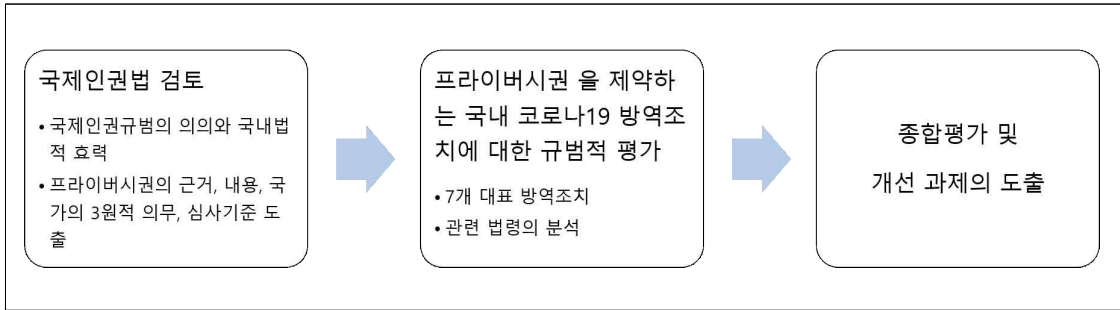 국제인권법 검토
• 국제인권규범의 의의와 국내법
적 효력
• 프라이버시권의 근거, 내용, 국
가의 3원적 의무, 심사기준 도
출
프라이버시권 을 제약하
는 국내 코로나19 방역조
치에 대한 규범적 평가
• 7개 대표 방역조치
• 관련 법령의 분석
종합평가 및
개선 과제의 도출